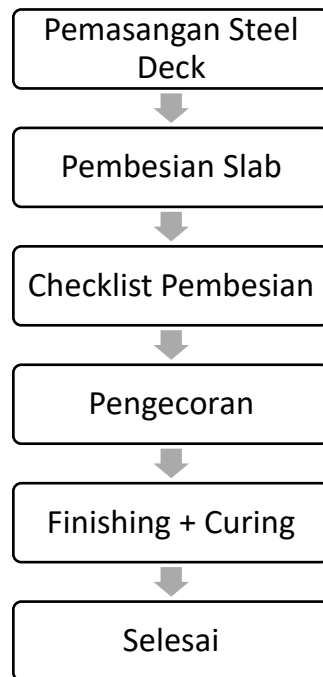 Pemasangan Steel
Deck
Pembesian Slab
Checklist Pembesian
Pengecoran
Finishing + Curing
Selesai